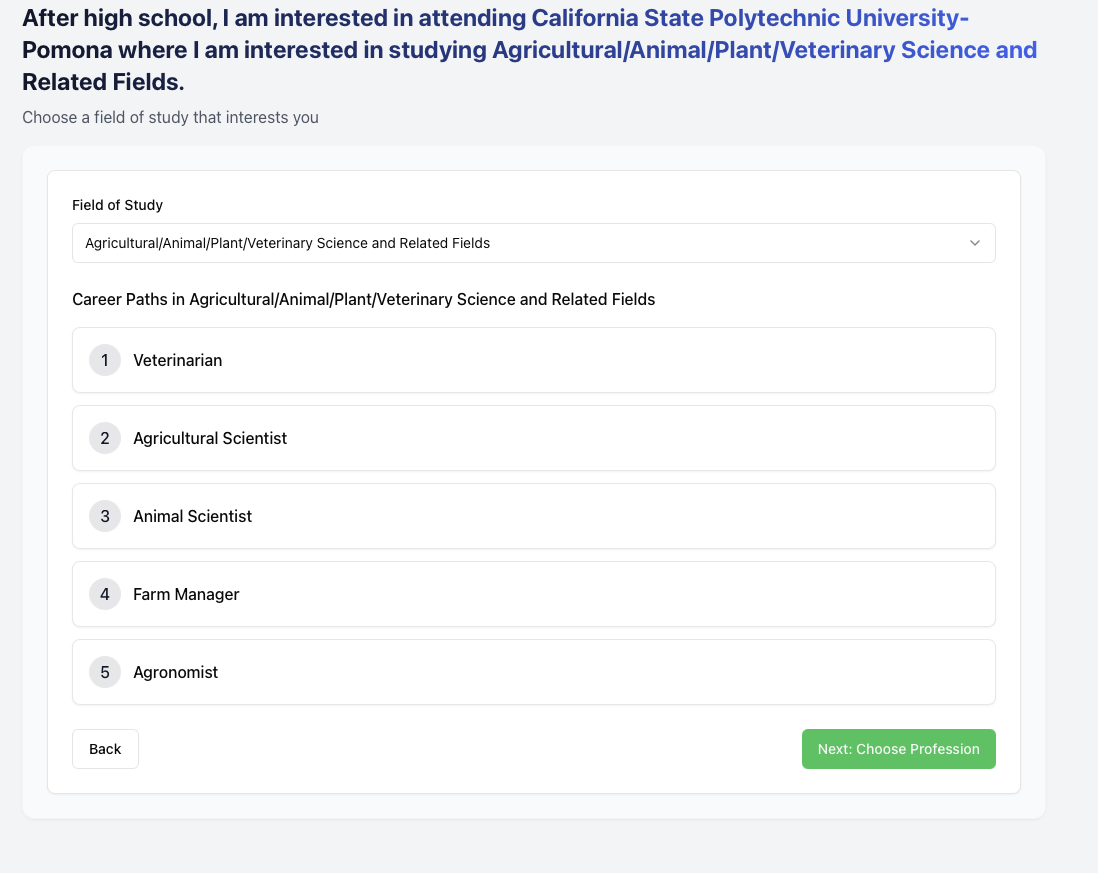 After high school, I am interested in attending California State Polytechnic University-
Pomona where I am interested in studying Agricultural/Animal/Plant/Veterinary Science and
Related Fields.
Choose a field of study that interests you
Field of Study
Agricultural/Animal/Plant/Veterinary Science and Related Fields
Career Paths in Agricultural/Animal/Plant/Veterinary Science and Related Fields
1 Veterinarian
2 Agricultural Scientist
3 Animal Scientist
4 Farm Manager
5 Agronomist
Back
Next: Choose Profession